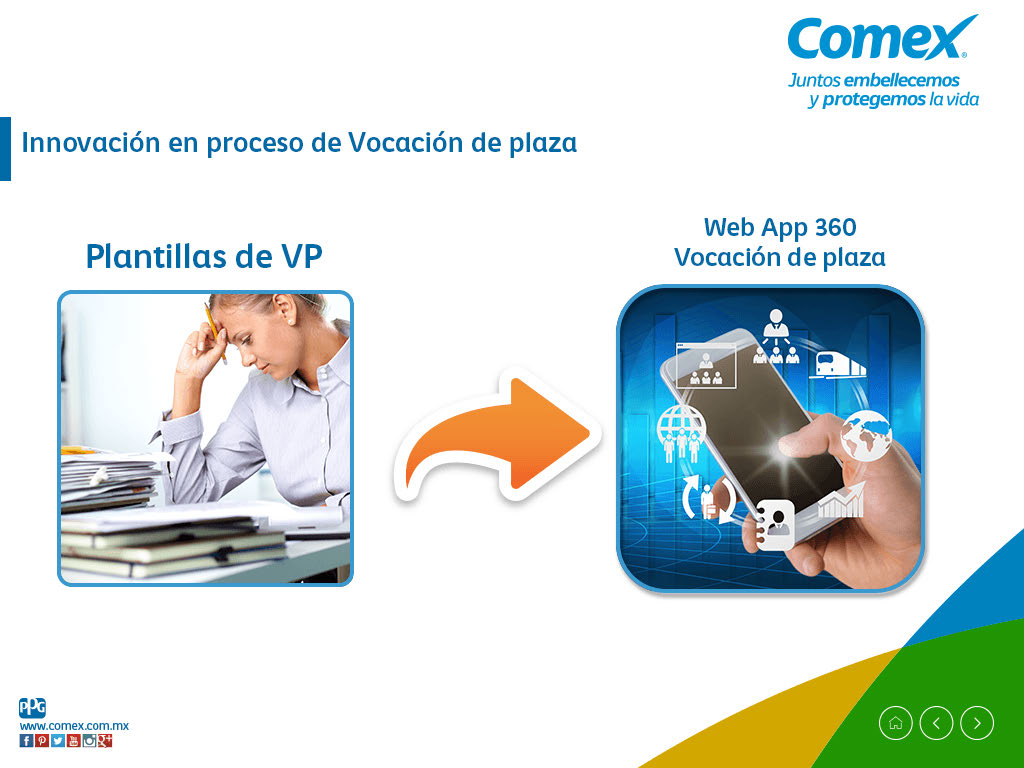 Comex®
Juntos embellecemos
y protegemos la vida
Innovación en proceso de Vocación de plaza
Plantillas de VP
Web App 360
Vocación de plaza
PPG
www.comex.com.mx